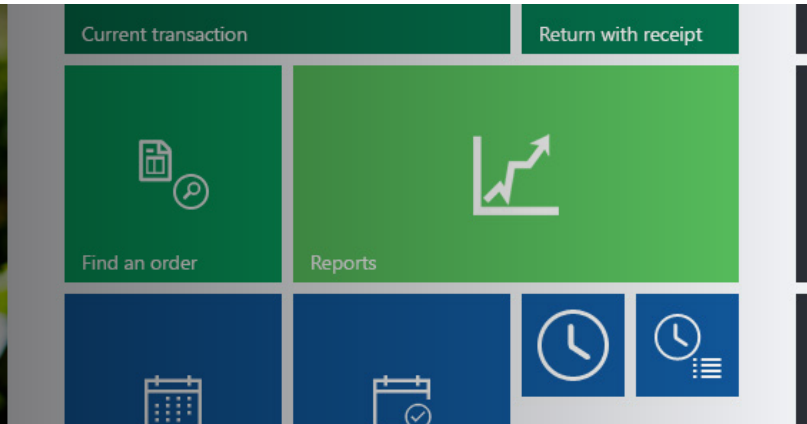 Current transaction
Return with receipt
Find an order
Reports